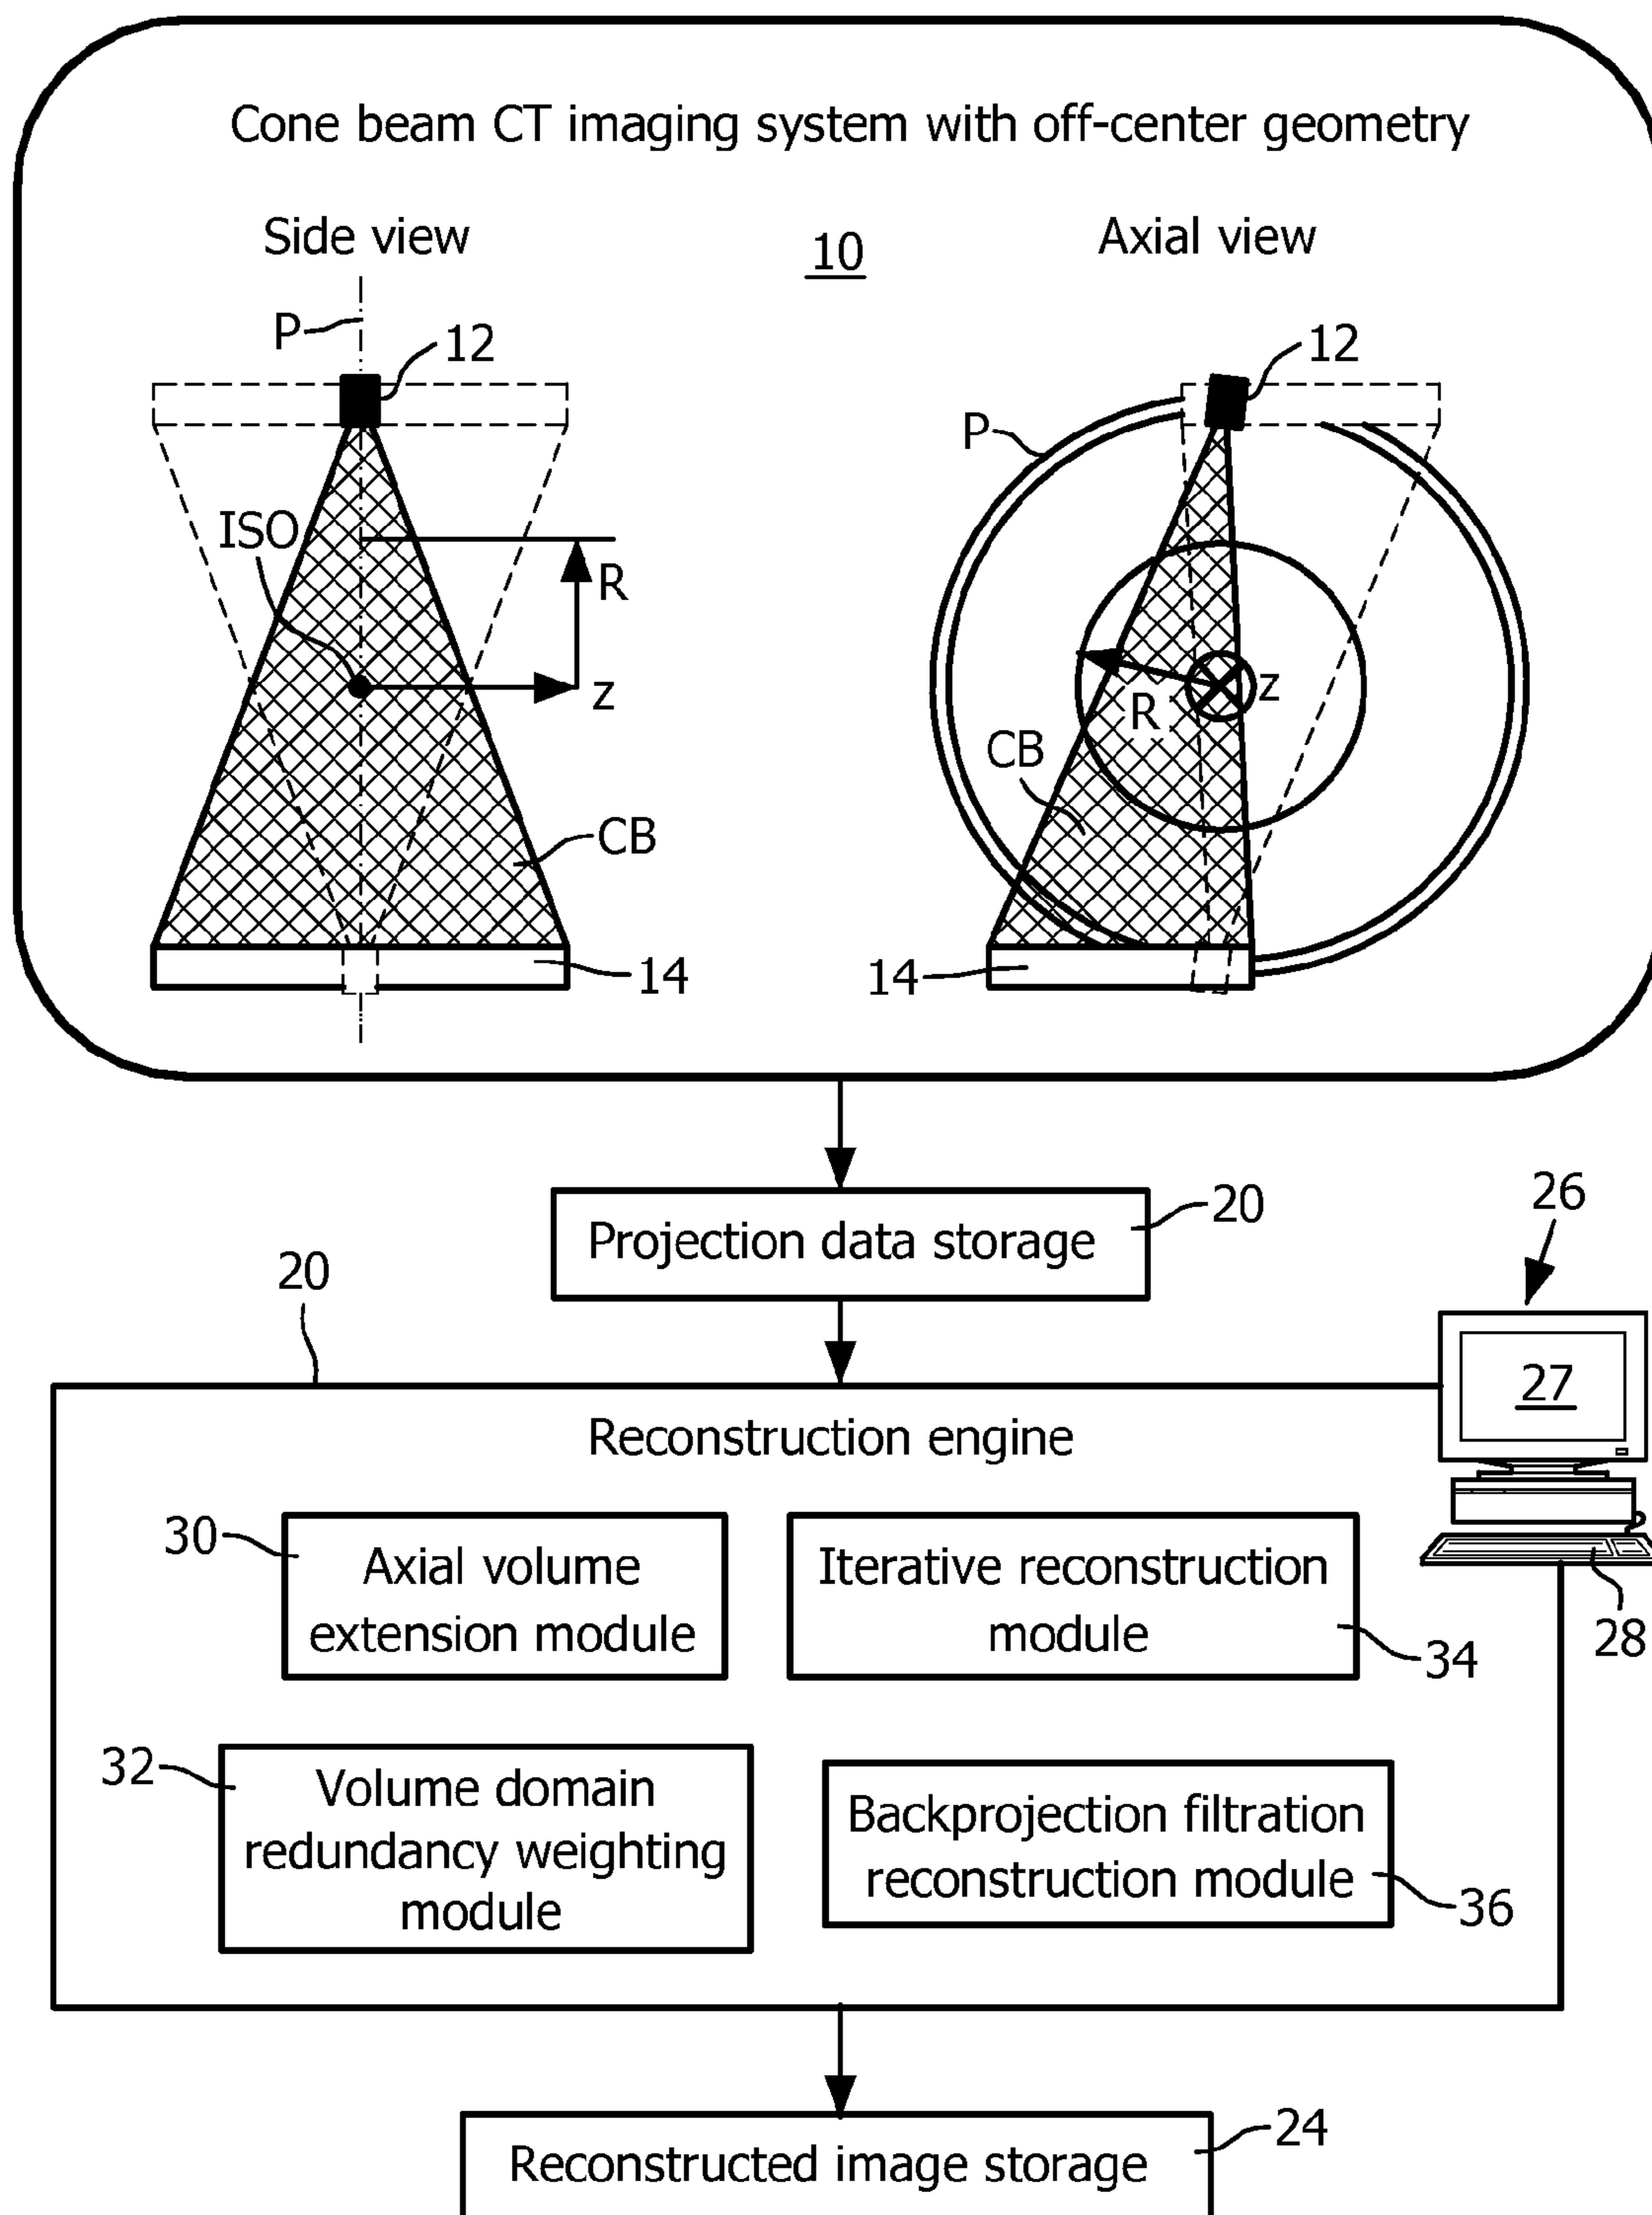 Cone beam CT imaging system with off-center geometry
Side view
10
Axial view
P
12
ISO
R
z
CB
14
12
P
R
z
CB
14
Projection data storage
20
26
20
27
Reconstruction engine
30
Axial volume
extension module
Iterative reconstruction
module
34
28
32
Volume domain
redundancy weighting
module
Backprojection filtration
reconstruction module
36
Reconstructed image storage
24